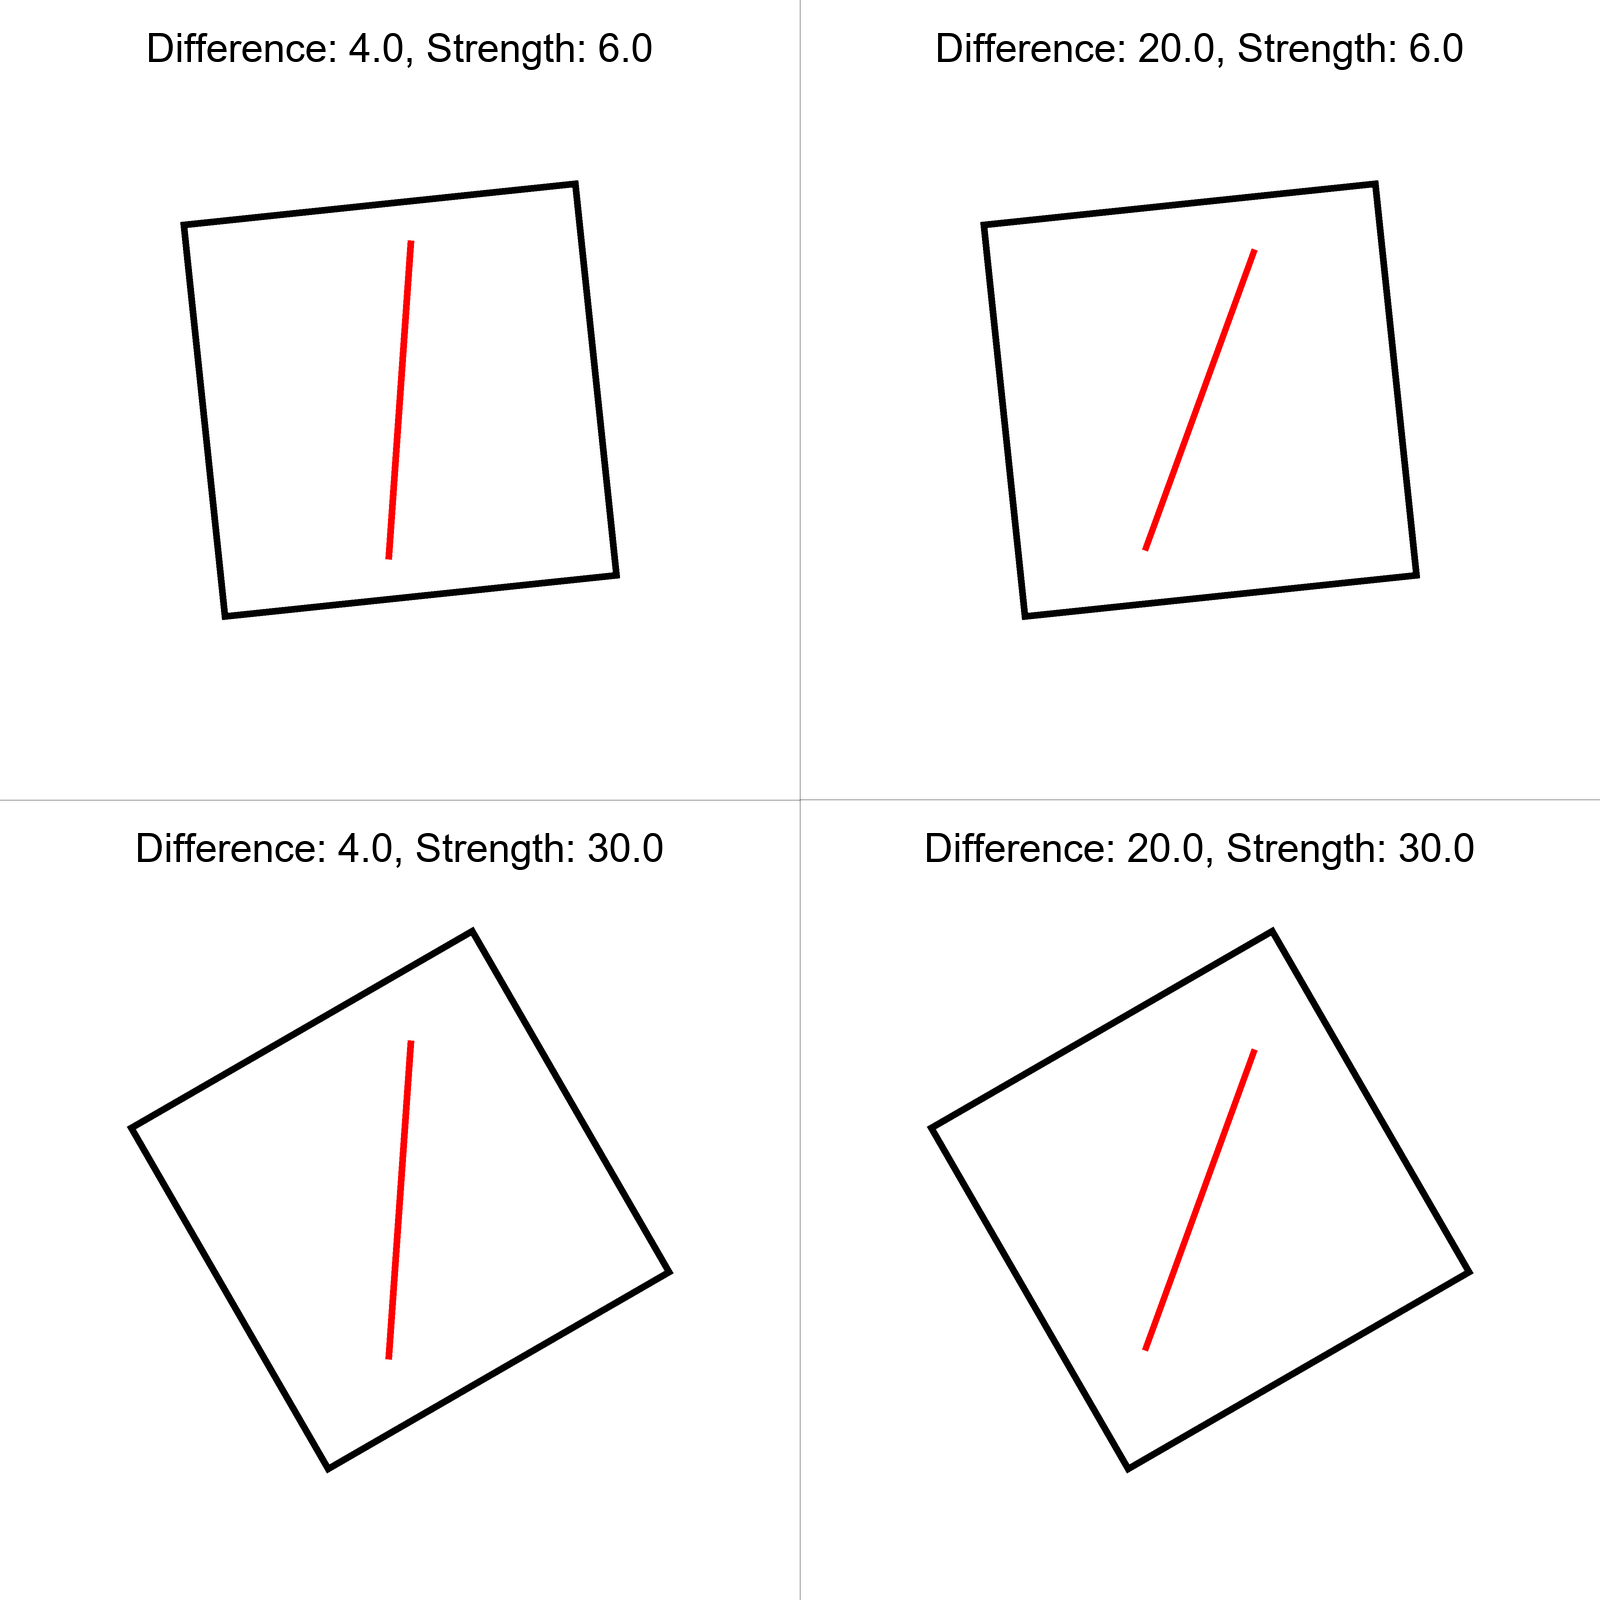 Difference: 4.0, Strength: 6.0
Difference: 20.0, Strength: 6.0
Difference: 4.0, Strength: 30.0
Difference: 20.0, Strength: 30.0